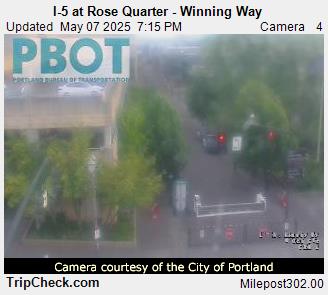 I-5 at Rose Quarter - Winning Way
Updated May 07 2025 7:15 PM Camera 4
PBOT
PORTLAND BUREAU OF TRANSPORTATION
Camera courtesy of the City of Portland
TripCheck.com Milepost302.00